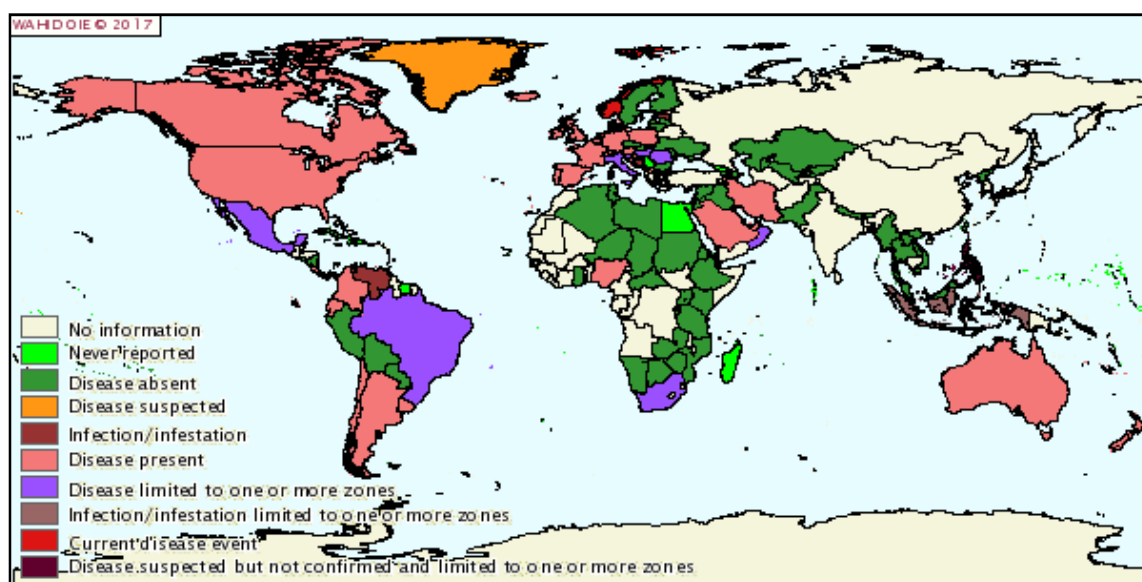 WAHIDOIE © 2017
No information
Never reported
Disease absent
Disease suspected
Infection/infestation
Disease present
Disease limited to one or more zones
Infection/infestation limited to one or more zones
Current disease event
Disease suspected but not confirmed and limited to one or more zones